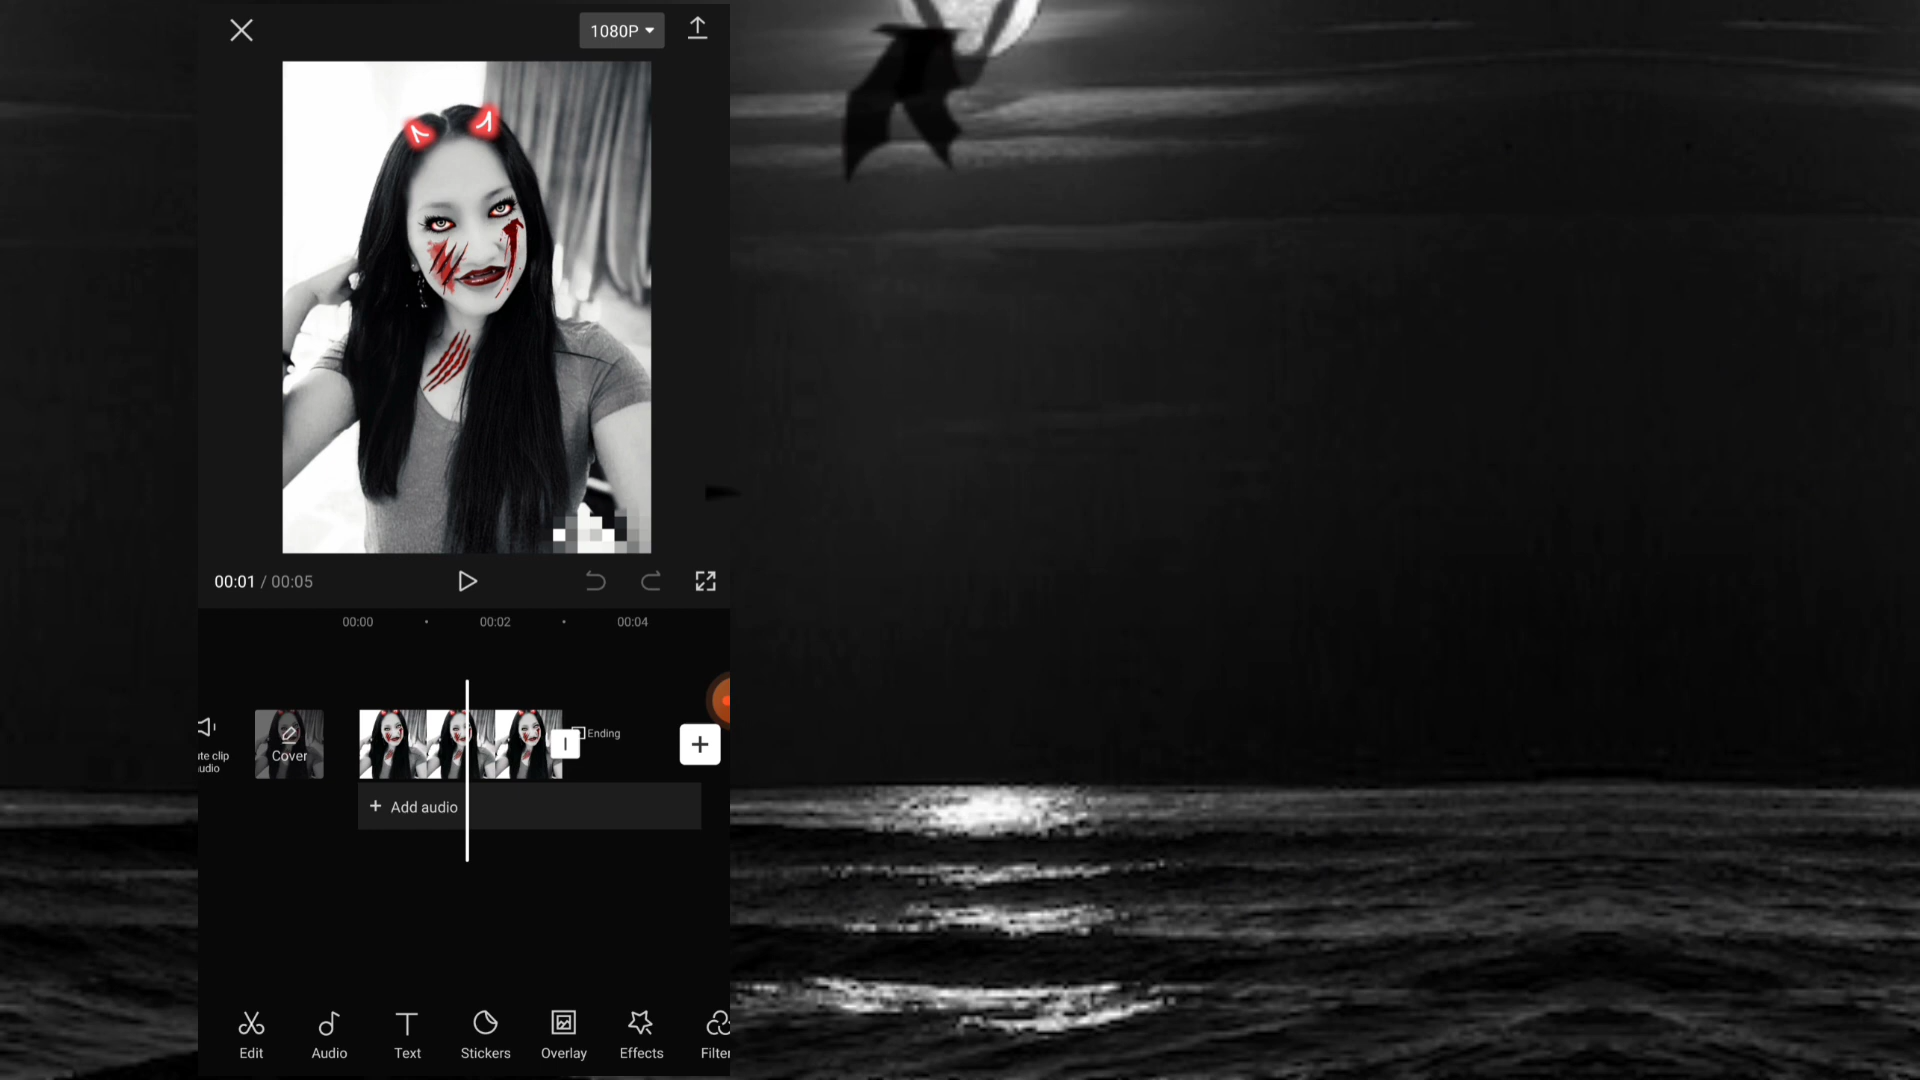 1080P
00:01 / 00:05
00:00
00:02
00:04
Cover
Ending
Add audio
Edit
Audio
Text
Stickers
Overlay
Effects